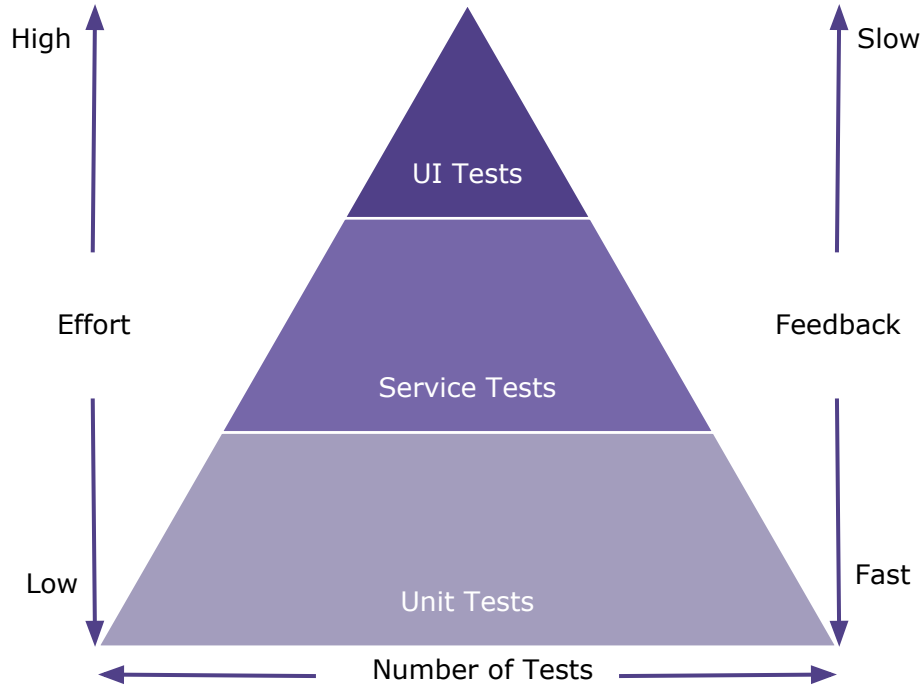 High
Slow
UI Tests
Effort
Feedback
Service Tests
Low
Fast
Unit Tests
Number of Tests